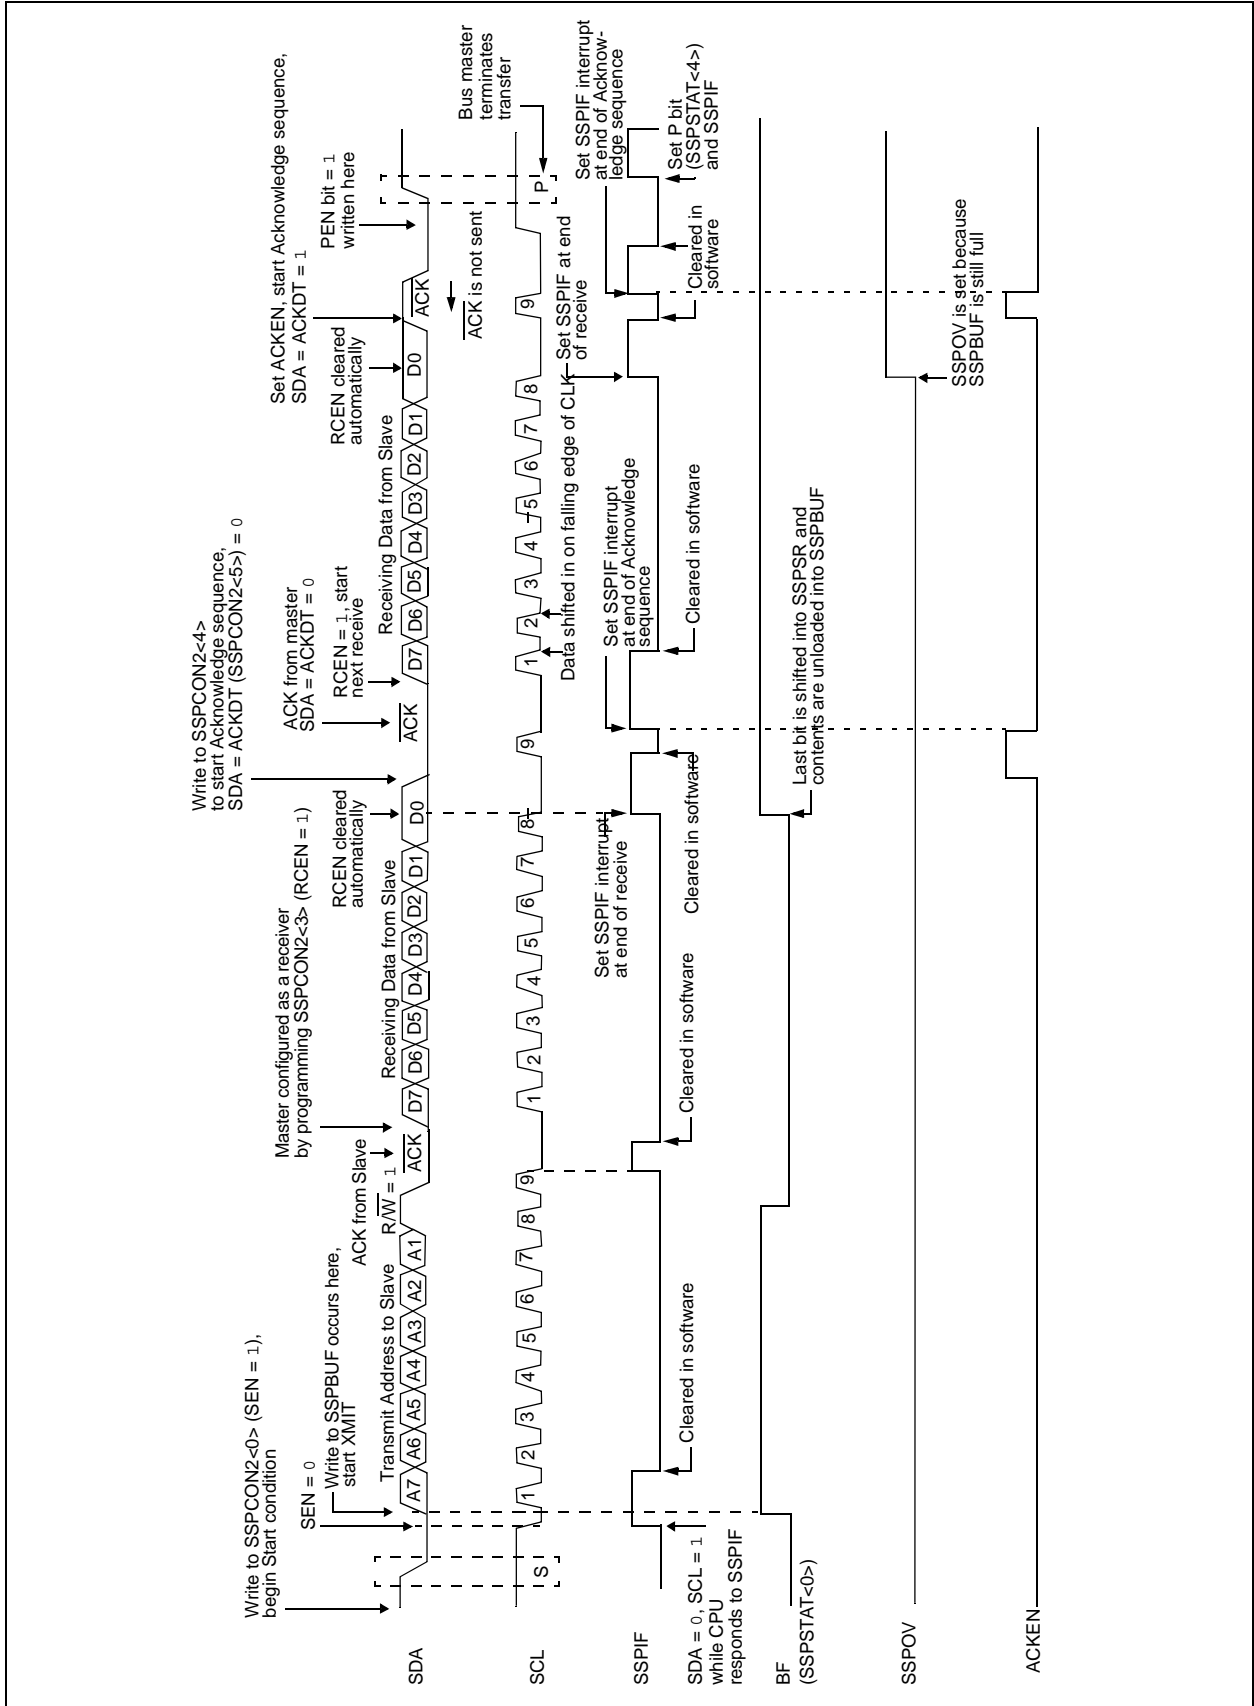 Write to SSPCON2<0> (SEN = 1),
begin Start condition
SEN = 0
Write to SSPBUF occurs here,
start XMIT
Transmit Address to Slave
R/W = 1
ACK from Slave
Master configured as a receiver
by programming SSPCON2<3> (RCEN = 1)
Receiving Data from Slave
RCEN cleared
automatically
Write to SSPCON2<4>
to start Acknowledge sequence,
SDA = ACKDT (SSPCON2<5>) = 0
ACK from master
SDA = ACKDT = 0
RCEN = 1, start
next receive
Receiving Data from Slave
RCEN cleared
automatically
Set ACKEN, start Acknowledge sequence,
SDA = ACKDT = 1
PEN bit = 1
written here
SDA
A7 A6 A5 A4 A3 A2 A1 ACK D7 D6 D5 D4 D3 D2 D1 D0 ACK D7 D6 D5 D4 D3 D2 D1 D0 ACK
ACK is not sent
Bus master
terminates
transfer
SCL
S 1 2 3 4 5 6 7 8 9 1 2 3 4 5 6 7 8 9 1 2 3 4 5 6 7 8 9 P
Data shifted in on falling edge of CLK
Set SSPIF interrupt
at end of receive
Set SSPIF interrupt
at end of Acknowledge
sequence
Set SSPIF at end
of receive
Set SSPIF interrupt
at end of Acknow-
ledge sequence
SSPIF
SDA = 0, SCL = 1
while CPU
responds to SSPIF
Cleared in software
Cleared in software
Cleared in software
Cleared in software
Cleared in
software
Set P bit
(SSPSTAT<4>)
and SSPIF
BF
(SSPSTAT<0>)
Last bit is shifted into SSPSR and
contents are unloaded into SSPBUF
SSPOV
SSPOV is set because
SSPBUF is still full
ACKEN